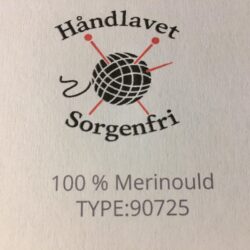 Håndlavet
Sorgenfri
100 % Merinould
TYPE:90725